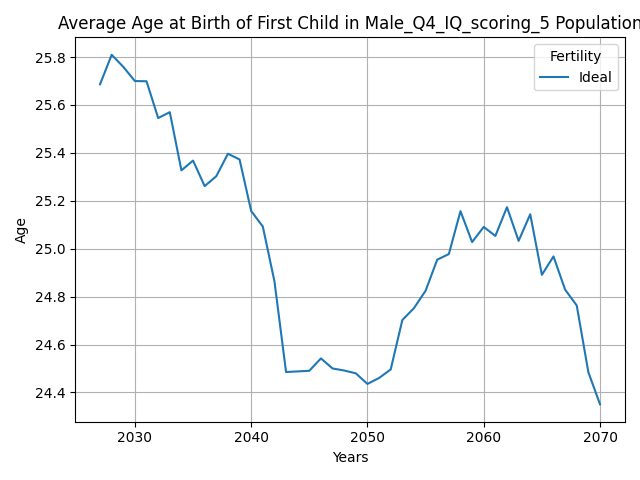 Average Age at Birth of First Child in Male_Q4_IQ_scoring_5 Population
Fertility
Ideal
Age
25.8
25.6
25.4
25.2
25.0
24.8
24.6
24.4
2030 2040 2050 2060 2070
Years